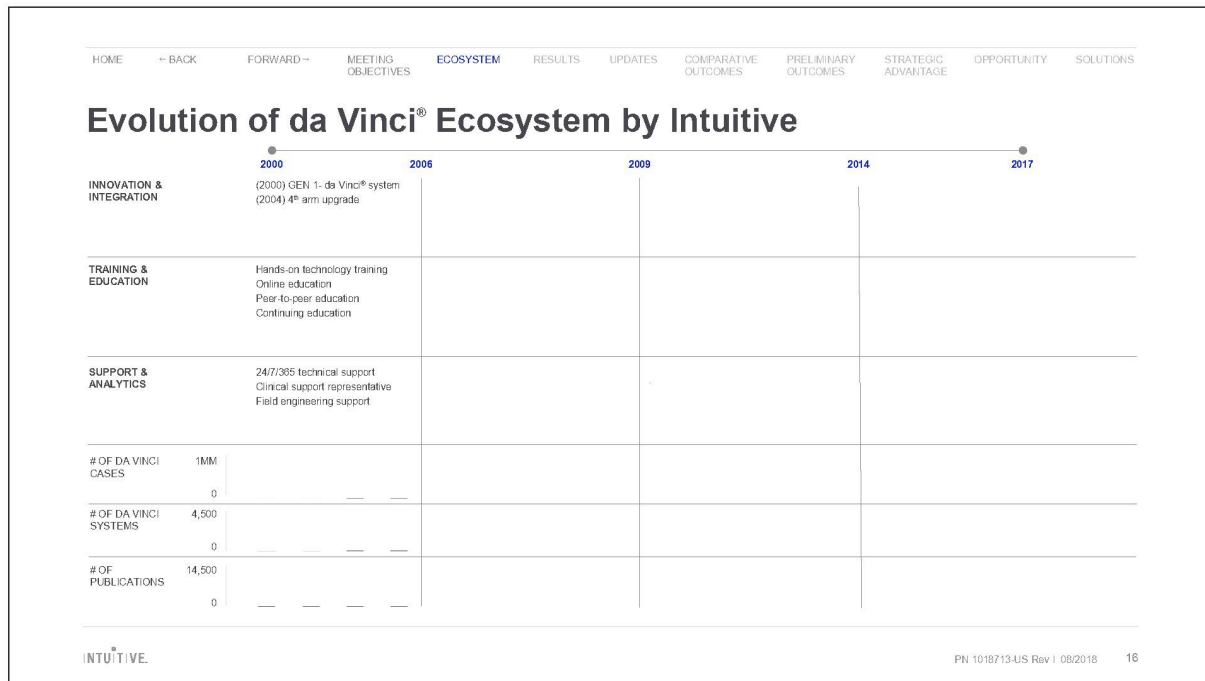 HOME ←BACK FORWARD→ MEETING OBJECTIVES ECOSYSTEM RESULTS UPDATES COMPARATIVE OUTCOMES PRELIMINARY OUTCOMES STRATEGIC ADVANTAGE OPPORTUNITY SOLUTIONS
Evolution of da Vinci® Ecosystem by Intuitive
2000 2006 2009 2014 2017
INNOVATION &
INTEGRATION
(2000) GEN 1- da Vinci® system
(2004) 4th arm upgrade
TRAINING &
EDUCATION
Hands-on technology training
Online education
Peer-to-peer education
Continuing education
SUPPORT &
ANALYTICS
24/7/365 technical support
Clinical support representative
Field engineering support
# OF DA VINCI
CASES
1MM
0
# OF DA VINCI
SYSTEMS
4,500
0
# OF
PUBLICATIONS
14,500
0
INTUITIVE.
PN 1018713-US Rev I 08/2018 16